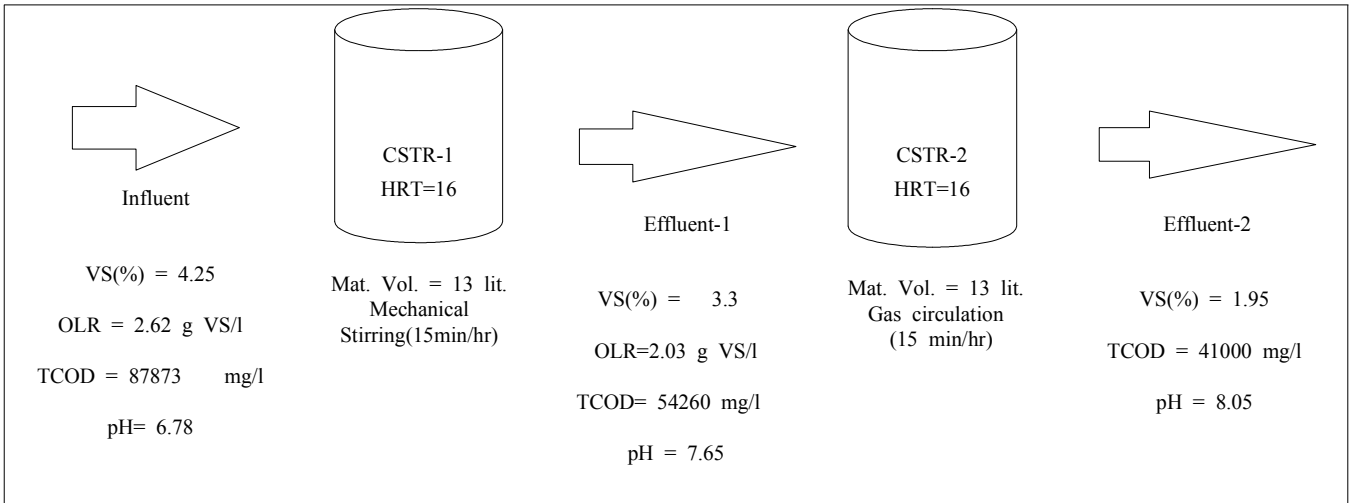 Influent
VS(%) = 4.25
OLR = 2.62 g VS/l
TCOD = 87873 mg/l
pH= 6.78
CSTR-1
HRT=16
Mat. Vol. = 13 lit.
Mechanical
Stirring(15min/hr)
Effluent-1
VS(%) = 3.3
OLR=2.03 g VS/l
TCOD= 54260 mg/l
pH = 7.65
CSTR-2
HRT=16
Mat. Vol. = 13 lit.
Gas circulation
(15 min/hr)
Effluent-2
VS(%) = 1.95
TCOD = 41000 mg/l
pH = 8.05